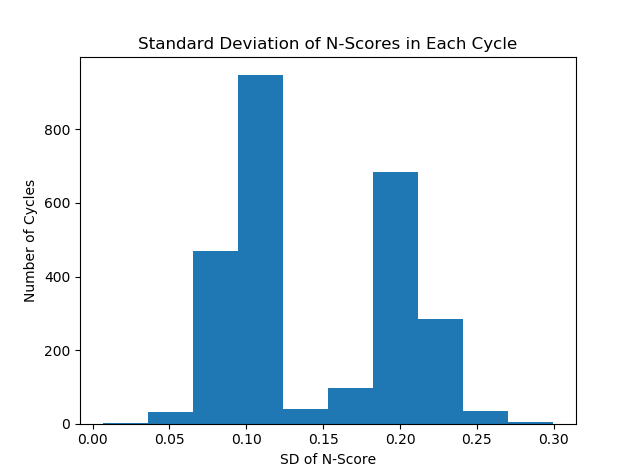 Standard Deviation of N-Scores in Each Cycle
800
600
400
200
0
Number of Cycles
0.00 0.05 0.10 0.15 0.20 0.25 0.30
SD of N-Score